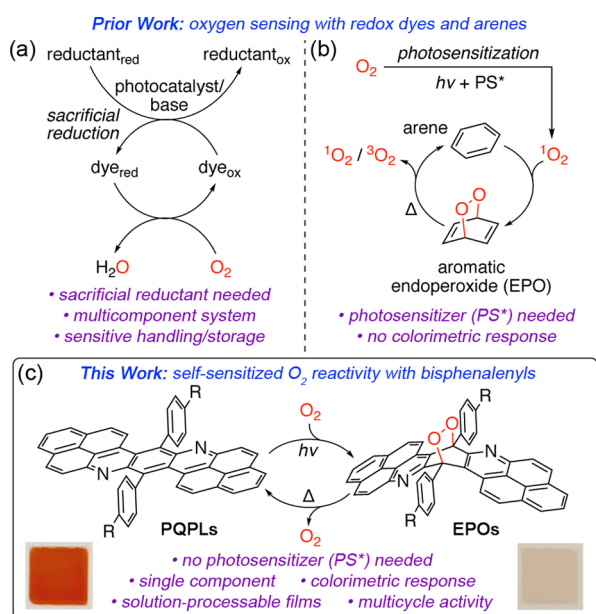 Prior Work: oxygen sensing with redox dyes and arenes
(a)
reductant_red reductant_ox
photocatalyst/
base
sacrificial
reduction
dye_red dye_ox
H₂O O₂
• sacrificial reductant needed
• multicomponent system
• sensitive handling/storage
(b)
photosensitization
O₂
hν + PS*
arene
¹O₂ / ³O₂ ¹O₂
O
O
Δ
aromatic
endoperoxide (EPO)
• photosensitizer (PS*) needed
• no colorimetric response
(c) This Work: self-sensitized O₂ reactivity with bisphenalenyls
R
N
N
R
PQPLs
O₂
hν
Δ
O₂
R
O
O
N
N
R
EPOs
• no photosensitizer (PS*) needed
• single component • colorimetric response
• solution-processable films • multicycle activity